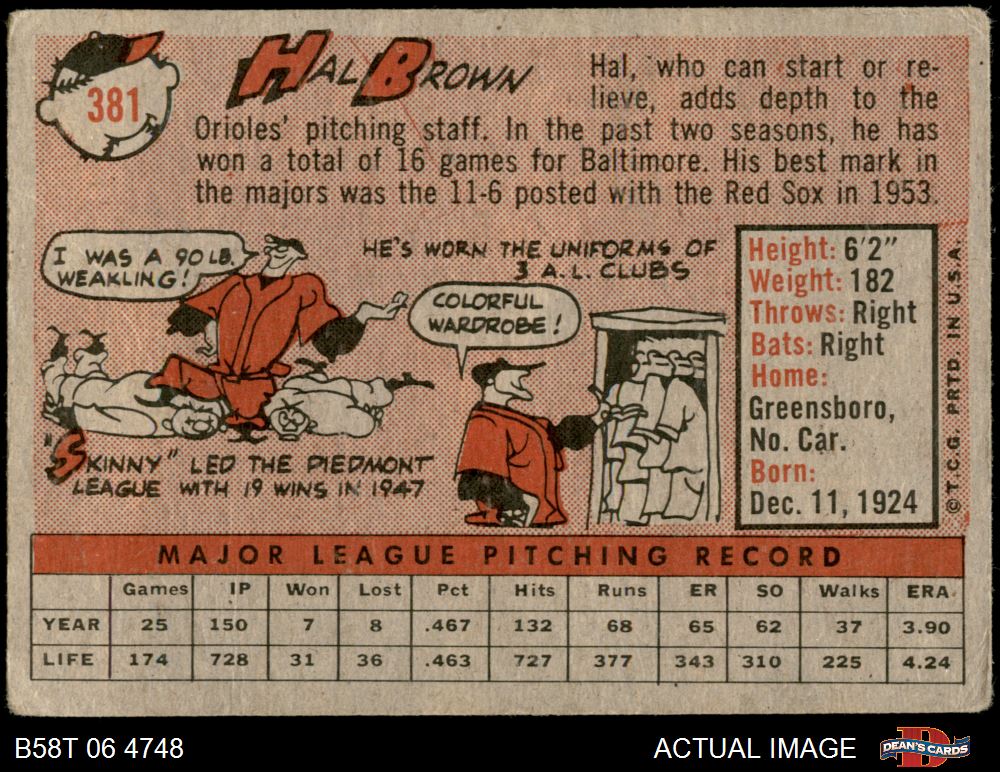 381
HAL BROWN
Hal, who can start or re-
lieve, adds depth to the
Orioles' pitching staff. In the past two seasons, he has
won a total of 16 games for Baltimore. His best mark in
the majors was the 11-6 posted with the Red Sox in 1953.
I WAS A 90 LB.
WEAKLING!
HE'S WORN THE UNIFORMS OF
3 A.L. CLUBS
COLORFUL
WARDROBE!
"SKINNY" LED THE PIEDMONT
LEAGUE WITH 19 WINS IN 1947
Height: 6'2"
Weight: 182
Throws: Right
Bats: Right
Home:
Greensboro,
No. Car.
Born:
Dec. 11, 1924
© T.C.G. PRTD. IN U.S.A.
MAJOR LEAGUE PITCHING RECORD
Games IP Won Lost Pct Hits Runs ER SO Walks ERA
YEAR 25 150 7 8 .467 132 68 65 62 37 3.90
LIFE 174 728 31 36 .463 727 377 343 310 225 4.24
B58T 06 4748
ACTUAL IMAGE
D
DEAN'S CARDS